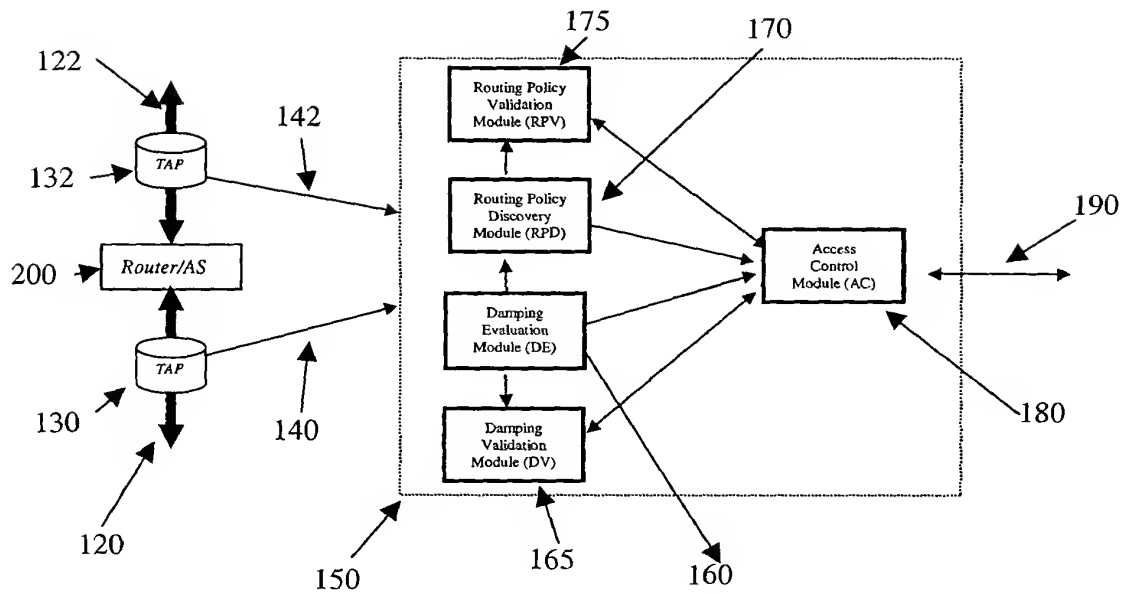 175
170
122
Routing Policy
Validation
Module (RPV)
142
TAP
132
Routing Policy
Discovery
Module (RPD)
190
Access
Control
Module (AC)
200
Router/AS
Damping
Evaluation
Module (DE)
TAP
180
130
140
Damping
Validation
Module (DV)
120
150
165
160